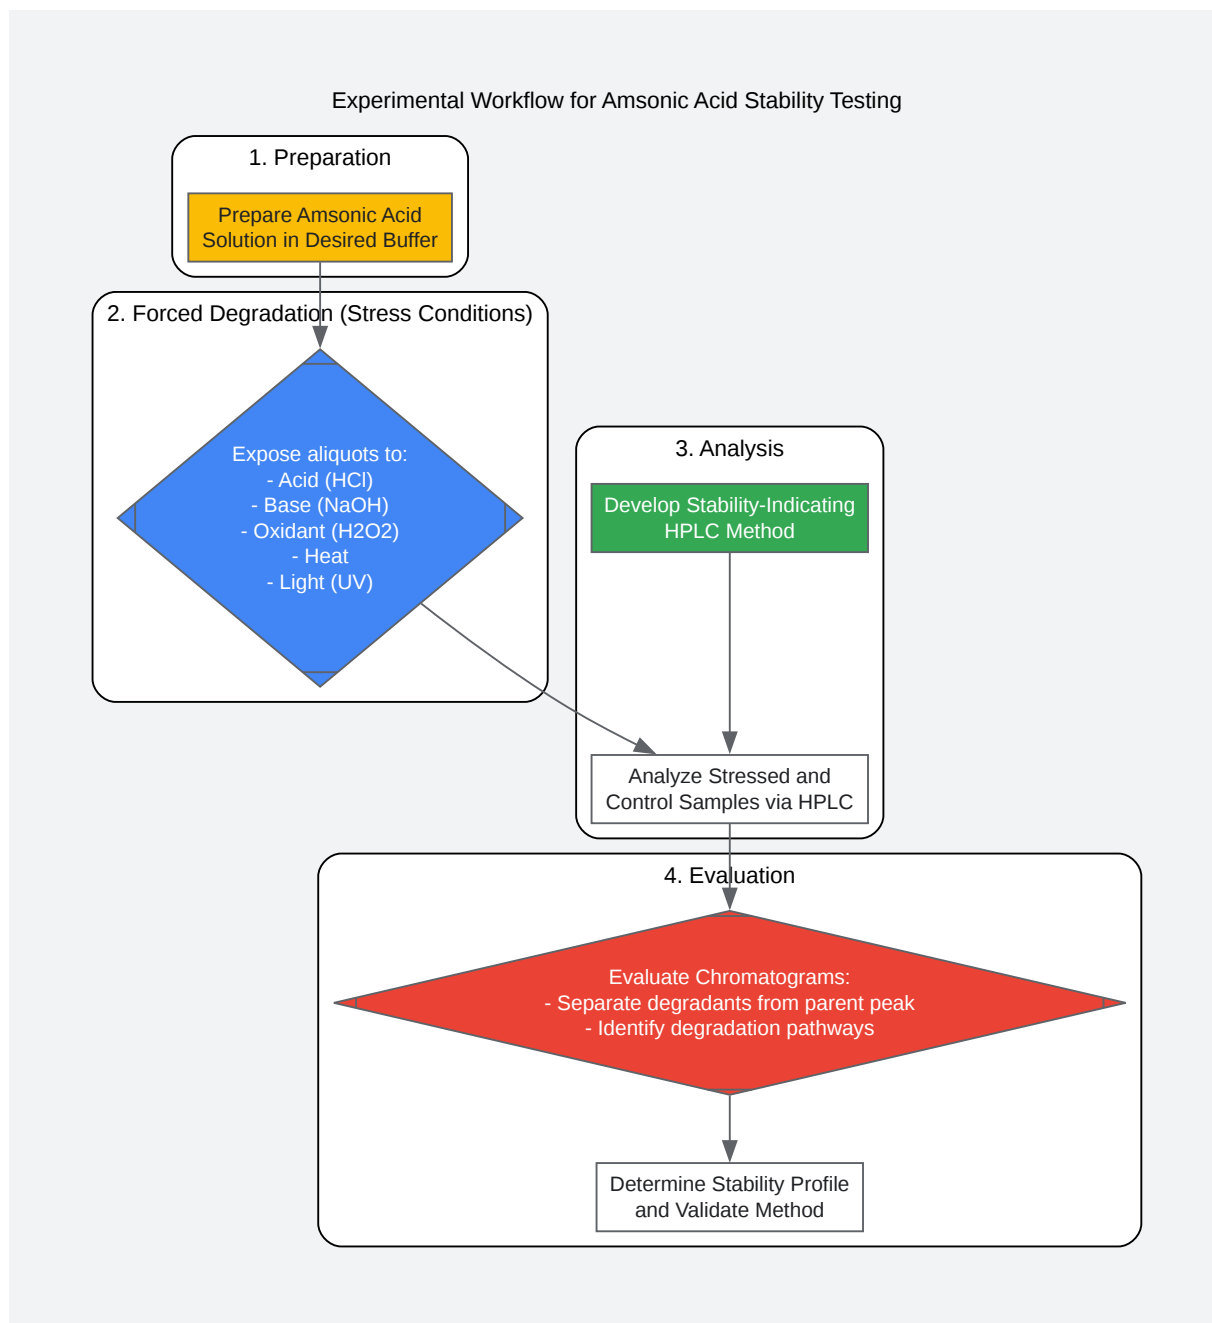 Experimental Workflow for Amsonic Acid Stability Testing
1. Preparation
Prepare Amsonic Acid
Solution in Desired Buffer
2. Forced Degradation (Stress Conditions)
Expose aliquots to:
- Acid (HCl)
- Base (NaOH)
- Oxidant (H2O2)
- Heat
- Light (UV)
3. Analysis
Develop Stability-Indicating
HPLC Method
Analyze Stressed and
Control Samples via HPLC
4. Evaluation
Evaluate Chromatograms:
- Separate degradants from parent peak
- Identify degradation pathways
Determine Stability Profile
and Validate Method